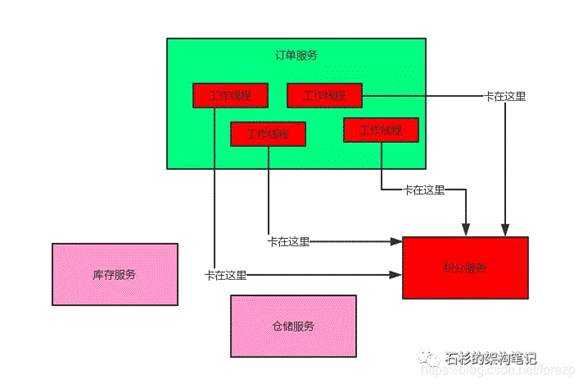 订单服务
工作线程
工作线程
卡在这里
工作线程
工作线程
卡在这里
卡在这里
库存服务
卡在这里
积分服务
仓储服务
石杉的架构笔记
https://blog.csdn.net/forezp